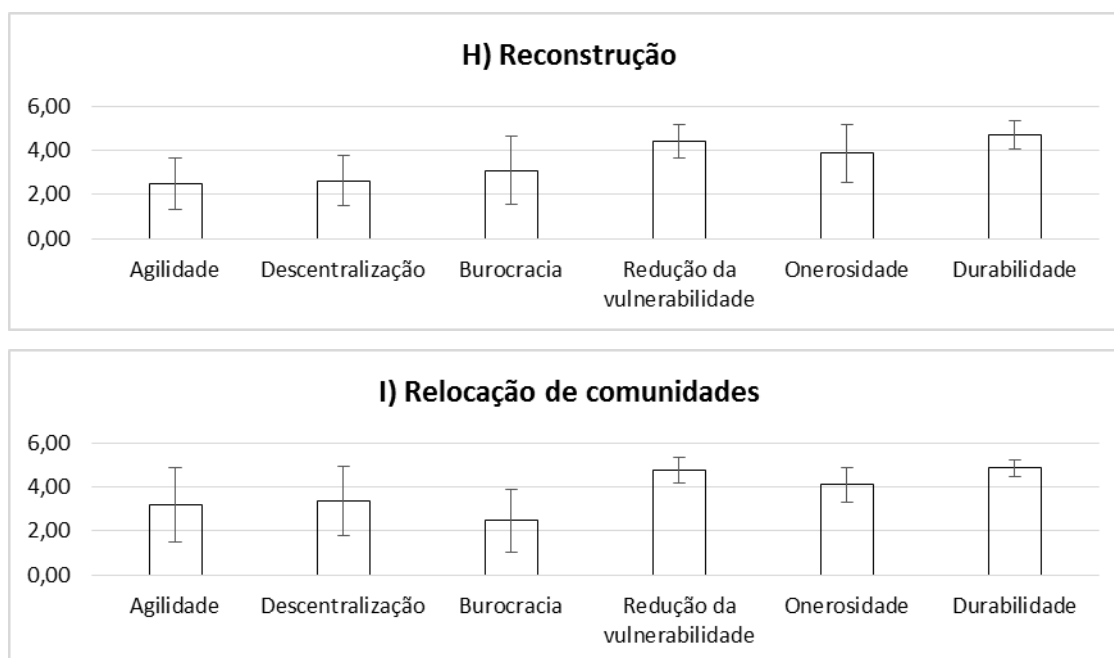 H) Reconstrução
6,00
4,00
2,00
0,00
Agilidade Descentralização Burocracia Redução da vulnerabilidade Onerosidade Durabilidade
I) Relocação de comunidades
6,00
4,00
2,00
0,00
Agilidade Descentralização Burocracia Redução da vulnerabilidade Onerosidade Durabilidade